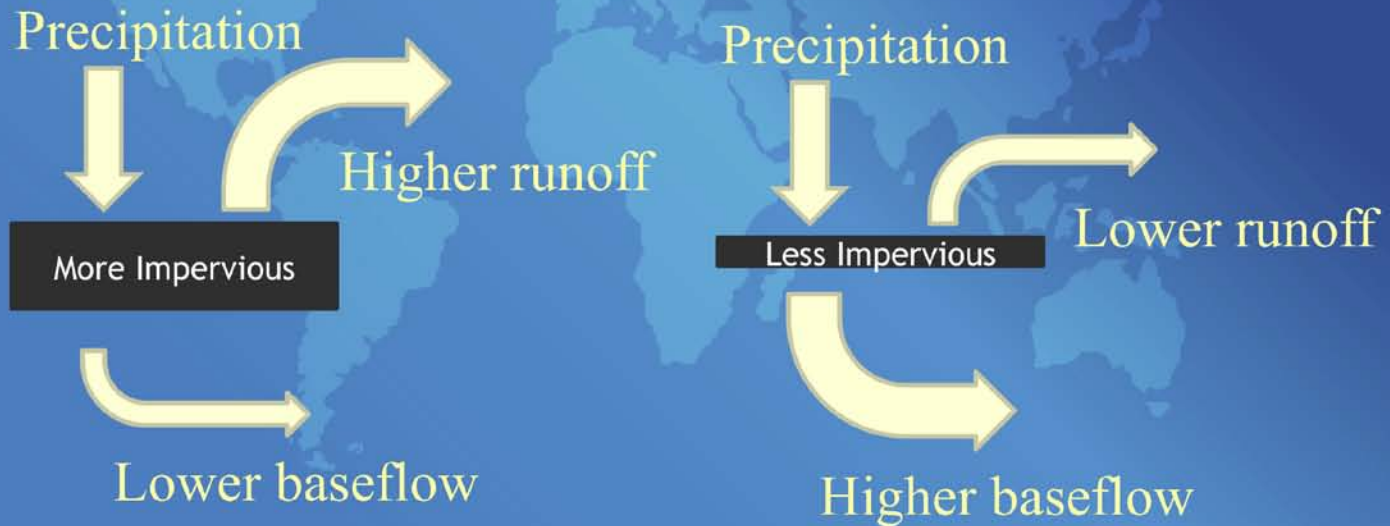 Precipitation
Higher runoff
More Impervious
Lower baseflow
Precipitation
Lower runoff
Less Impervious
Higher baseflow